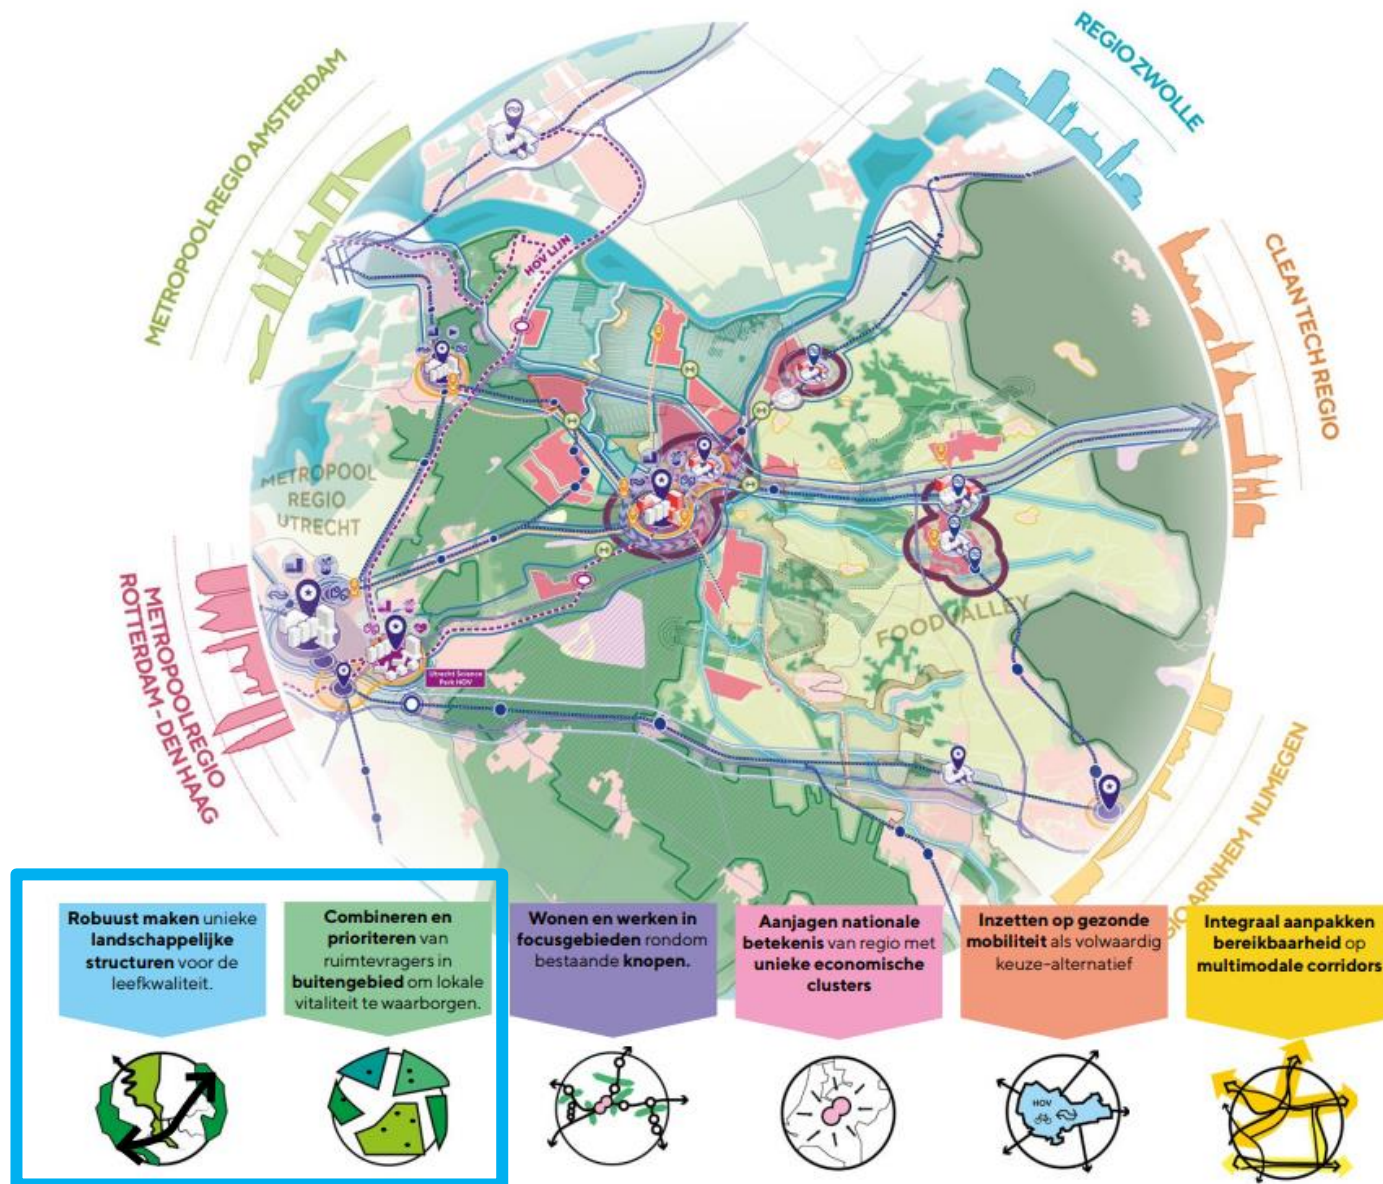 METROPOOLREGIO AMSTERDAM
REGIO ZWOLLE
CLEAN TECH REGIO
HOV LIJN
METROPOOL
REGIO
UTRECHT
METROPOOLREGIO
ROTTERDAM - DEN HAAG
FOODVALLEY
Utrecht Science
Park HOV
REGIO ARNHEM NIJMEGEN
Robuust maken unieke
landschappelijke
structuren voor de
leefkwaliteit.
Combineren en
prioriteren van
ruimtevragers in
buitengebied om lokale
vitaliteit te waarborgen.
Wonen en werken in
focusgebieden rondom
bestaande knopen.
Aanjagen nationale
betekenis van regio met
unieke economische
clusters
Inzetten op gezonde
mobiliteit als volwaardig
keuze-alternatief
Integraal aanpakken
bereikbaarheid op
multimodale corridors
HOV